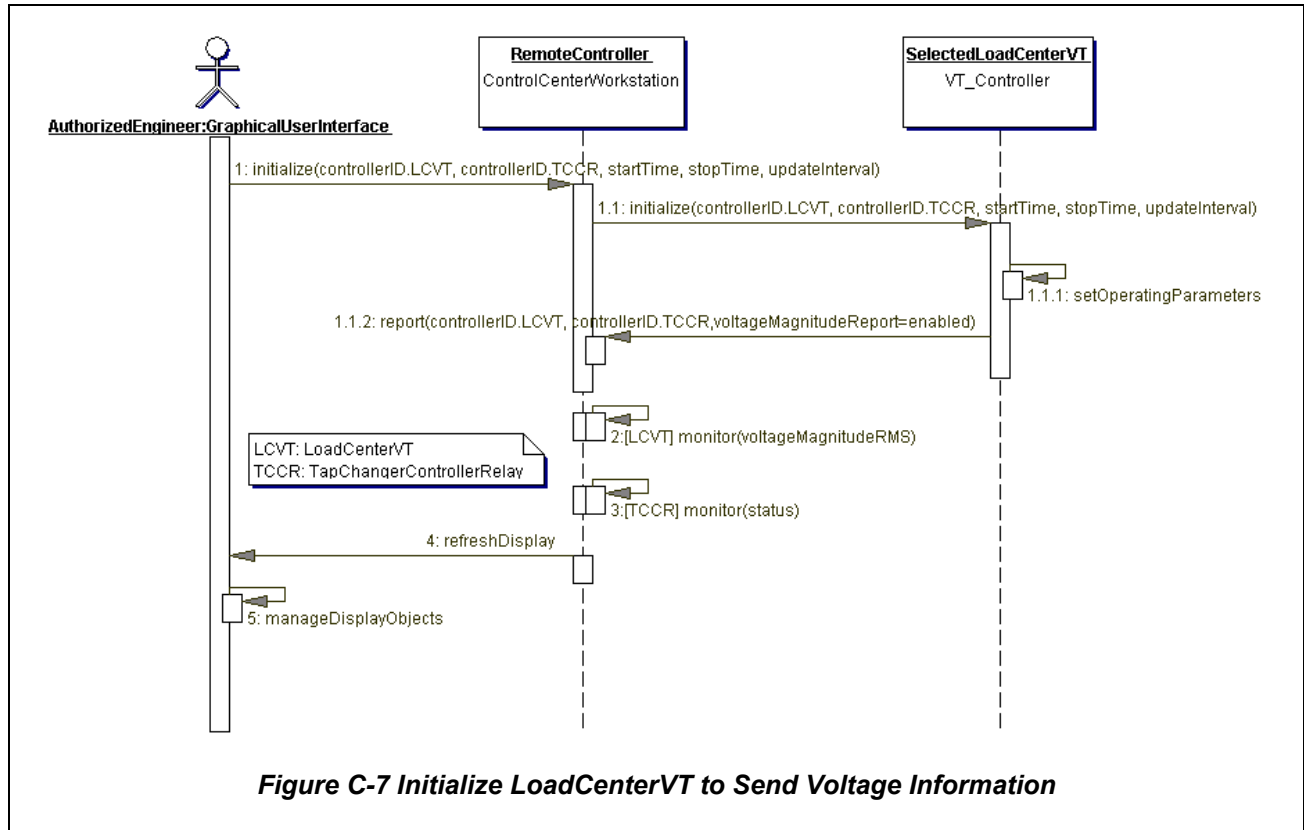 RemoteController
ControlCenterWorkstation
SelectedLoadCenterVT
VT_Controller
AuthorizedEngineer:GraphicalUserInterface
1: initialize(controllerID.LCVT, controllerID.TCCR, startTime, stopTime, updateInterval)
1.1: initialize(controllerID.LCVT, controllerID.TCCR, startTime, stopTime, updateInterval)
1.1.1: setOperatingParameters
1.1.2: report(controllerID.LCVT, controllerID.TCCR,voltageMagnitudeReport=enabled)
2:[LCVT] monitor(voltageMagnitudeRMS)
LCVT: LoadCenterVT
TCCR: TapChangerControllerRelay
3:[TCCR] monitor(status)
4: refreshDisplay
5: manageDisplayObjects
Figure C-7 Initialize LoadCenterVT to Send Voltage Information